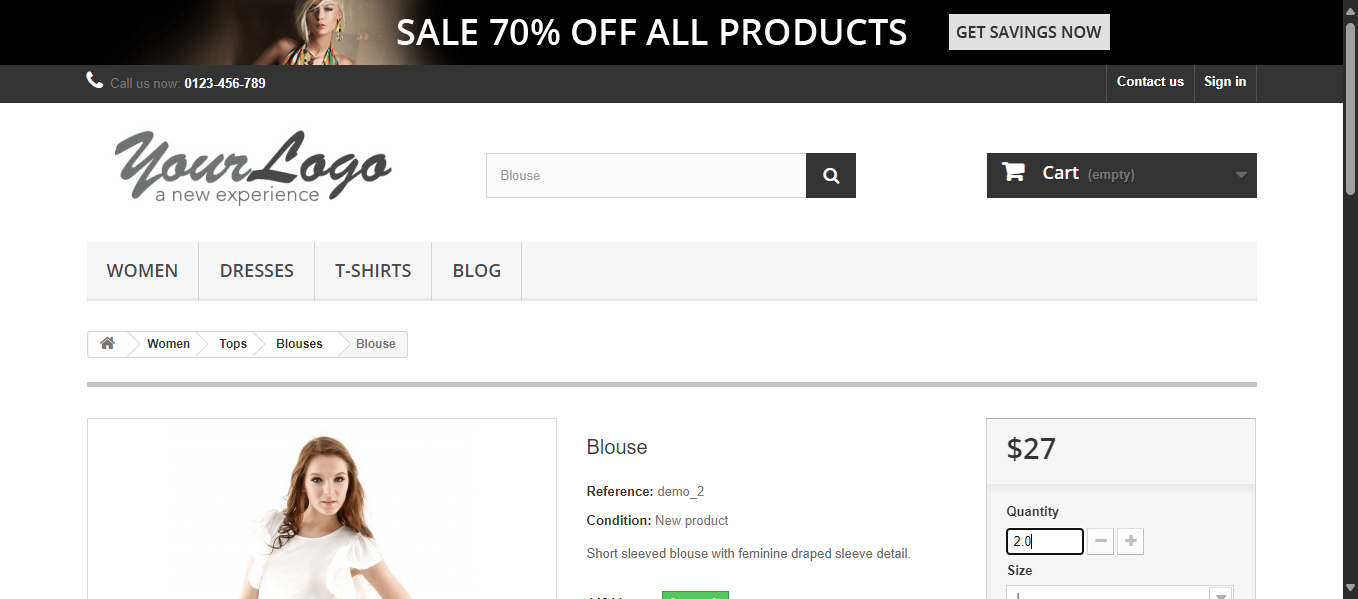 SALE 70% OFF ALL PRODUCTS
GET SAVINGS NOW
Call us now: 0123-456-789
Contact us
Sign in
YourLogo
a new experience
Blouse
Cart (empty)
WOMEN
DRESSES
T-SHIRTS
BLOG
Women
Tops
Blouses
Blouse
Blouse
$27
Reference: demo_2
Condition: New product
Short sleeved blouse with feminine draped sleeve detail.
Quantity
2.0
Size